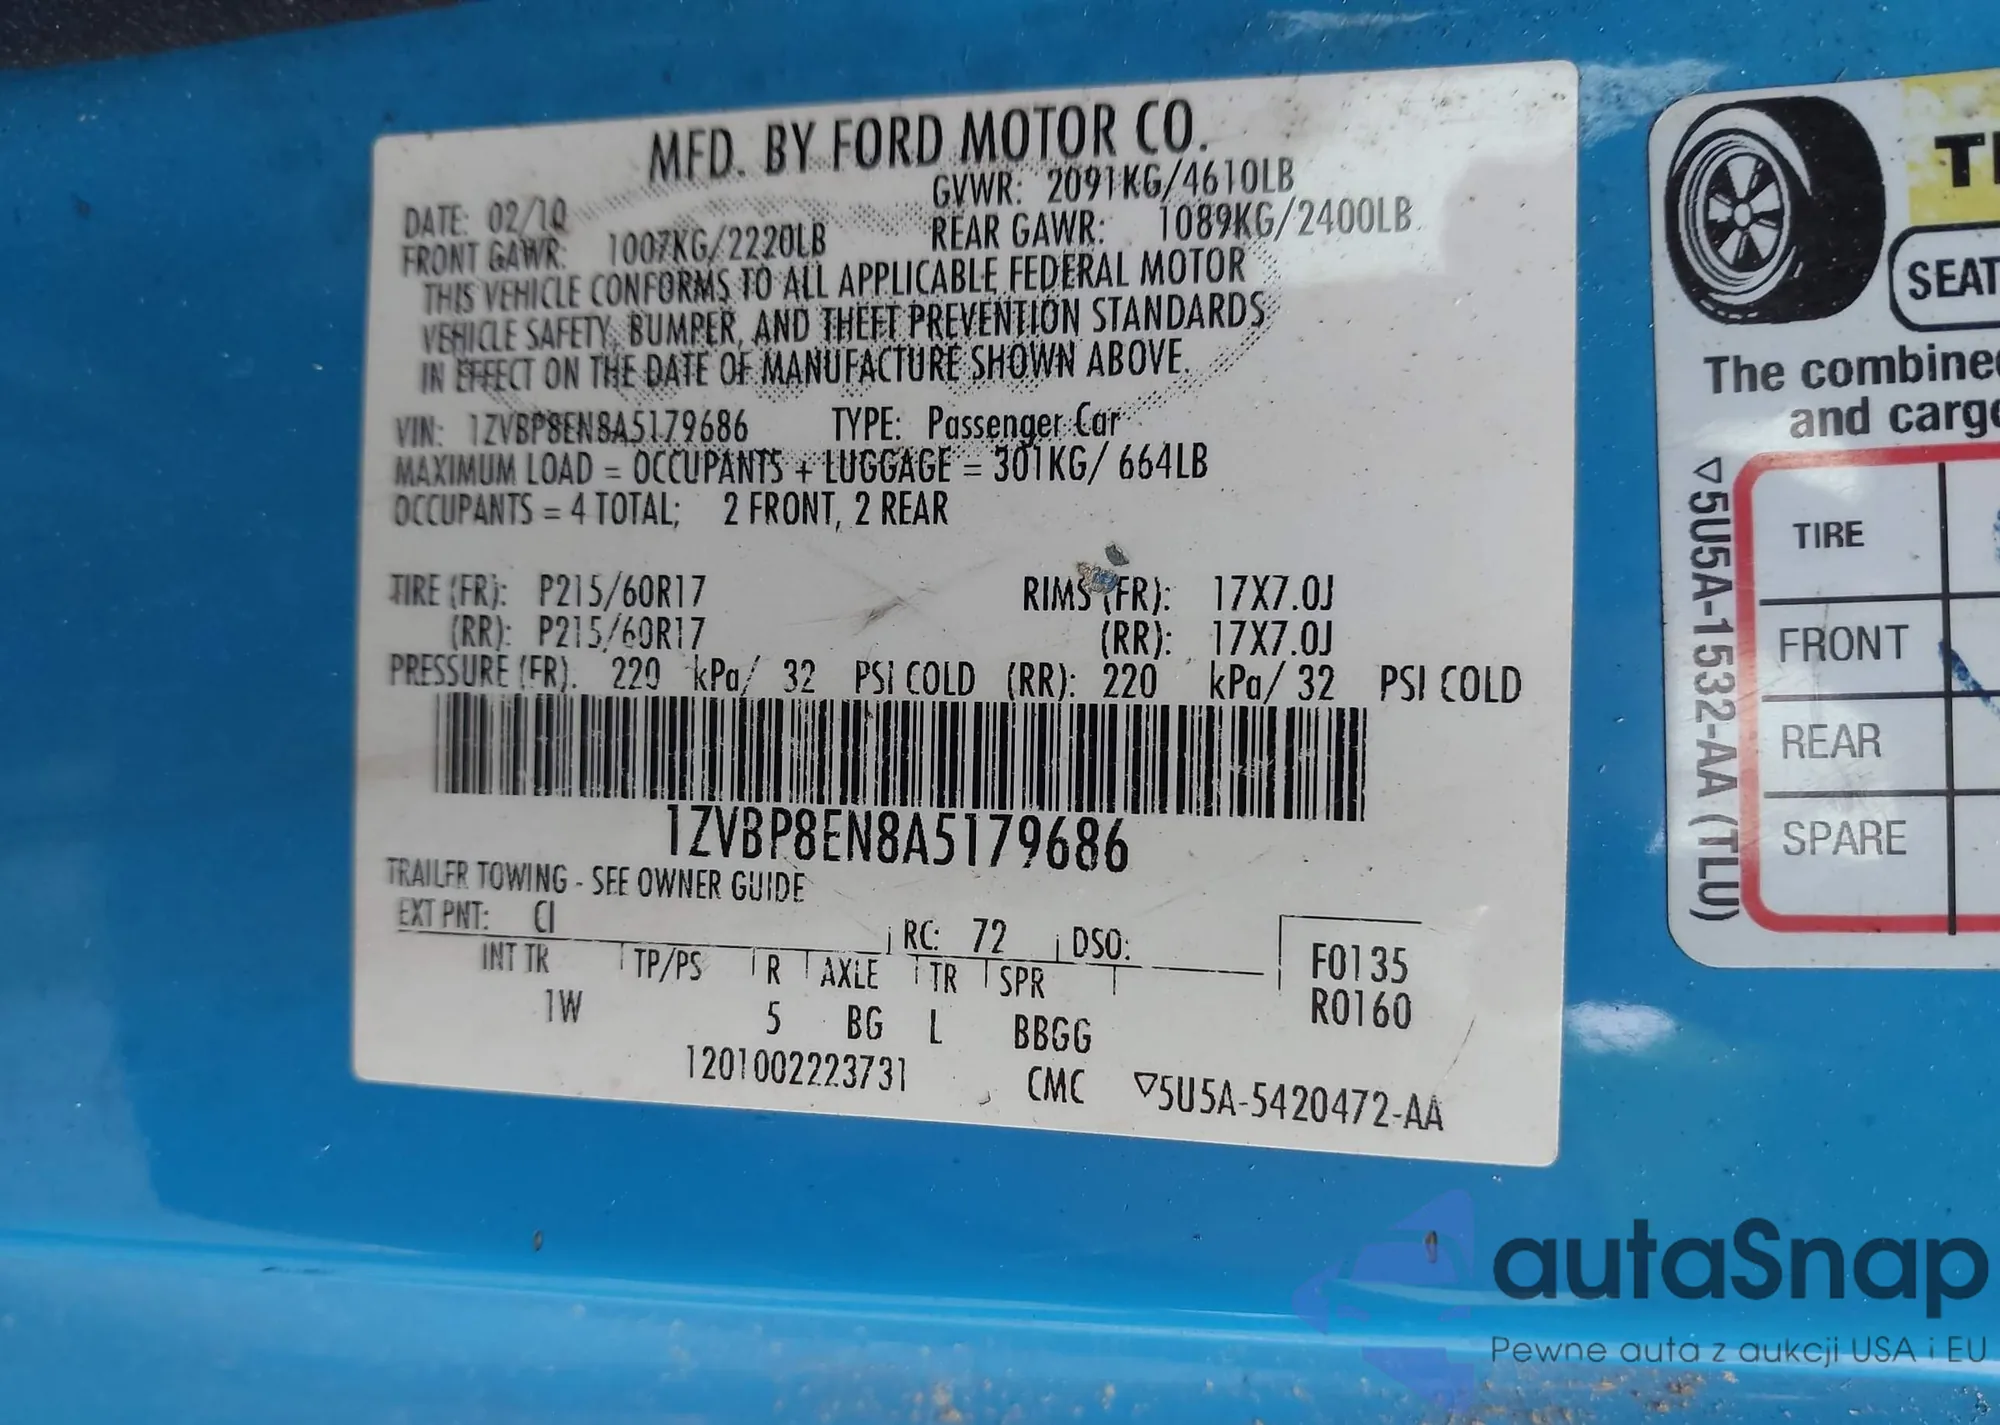 MFD. BY FORD MOTOR CO.
DATE: 02/10
GVWR: 2091KG/4610LB
FRONT GAWR: 1007KG/2220LB
REAR GAWR: 1089KG/2400LB
THIS VEHICLE CONFORMS TO ALL APPLICABLE FEDERAL MOTOR
VEHICLE SAFETY, BUMPER, AND THEFT PREVENTION STANDARDS
IN EFFECT ON THE DATE OF MANUFACTURE SHOWN ABOVE.
VIN: 1ZVBP8EN8A5179686 TYPE: Passenger Car
MAXIMUM LOAD = OCCUPANTS + LUGGAGE = 301KG/ 664LB
OCCUPANTS = 4 TOTAL; 2 FRONT, 2 REAR
TIRE (FR): P215/60R17 RIMS (FR): 17X7.0J
(RR): P215/60R17 (RR): 17X7.0J
PRESSURE (FR). 220 kPa/ 32 PSI COLD (RR): 220 kPa/ 32 PSI COLD
1ZVBP8EN8A5179686
TRAILER TOWING - SEE OWNER GUIDE
EXT PNT: CI RC: 72 DSO:
INT TR TP/PS R AXLE TR SPR
F0135
R0160
1W 5 BG L BBGG
1201002223731 CMC ▽5U5A-5420472-AA
SEAT
The combined
and cargo
▽5U5A-1532-AA (TLU)
TIRE
FRONT
REAR
SPARE
autaSnap
Pewne auta z aukcji USA i EU